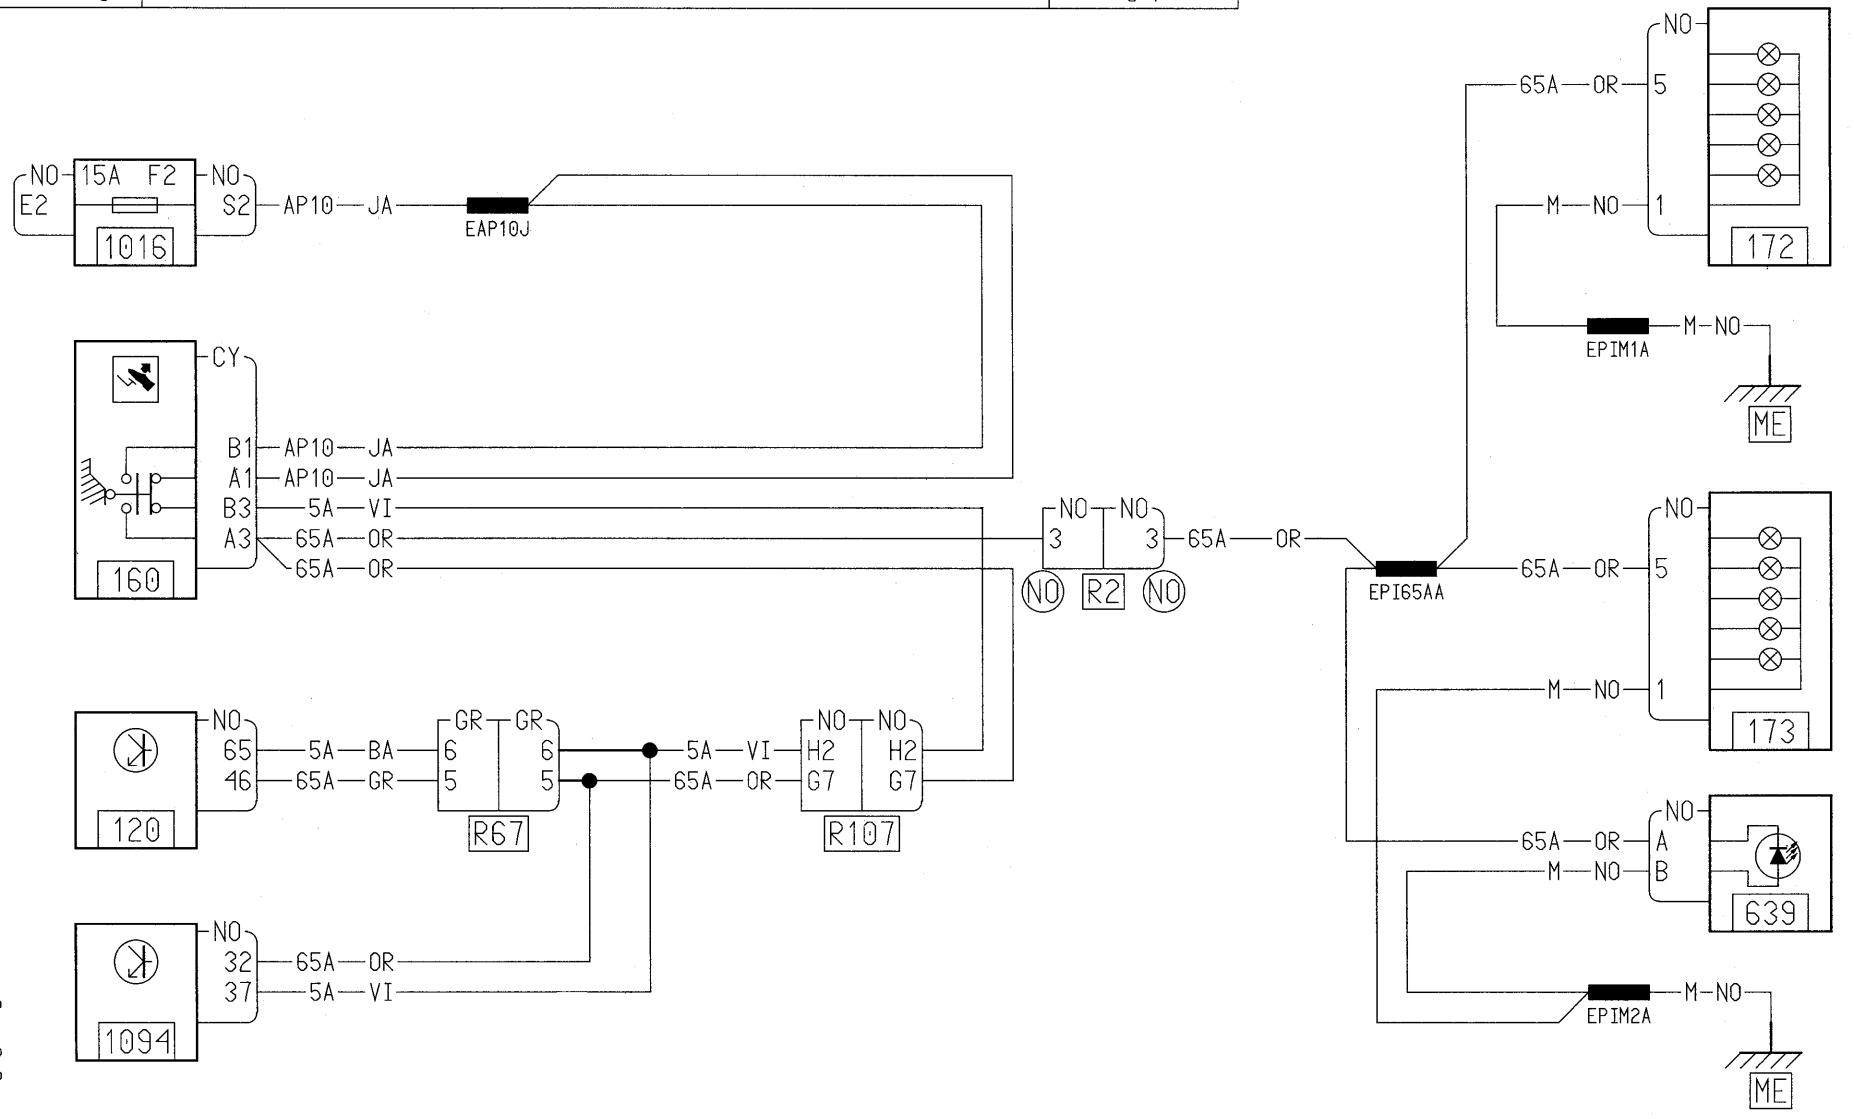 NO 15A F2 NO
E2 S2 AP10 JA
EAP10J
1016
CY
B1 AP10 JA
A1 AP10 JA
B3 5A VI
A3 65A OR
65A OR
160
NO NO
3 3 65A OR
NO R2 NO
EPI65AA
NO
65 5A BA
46 65A GR
120
GR GR
6 6 5A VI
5 5 65A OR
R67
NO NO
H2 H2
G7 G7
R107
NO
32 65A OR
37 5A VI
1094
NO
65A OR 5
M NO 1
172
EPIM1A
M NO
ME
NO
65A OR 5
M NO 1
173
NO
65A OR A
M NO B
639
EPIM2A
M NO
ME